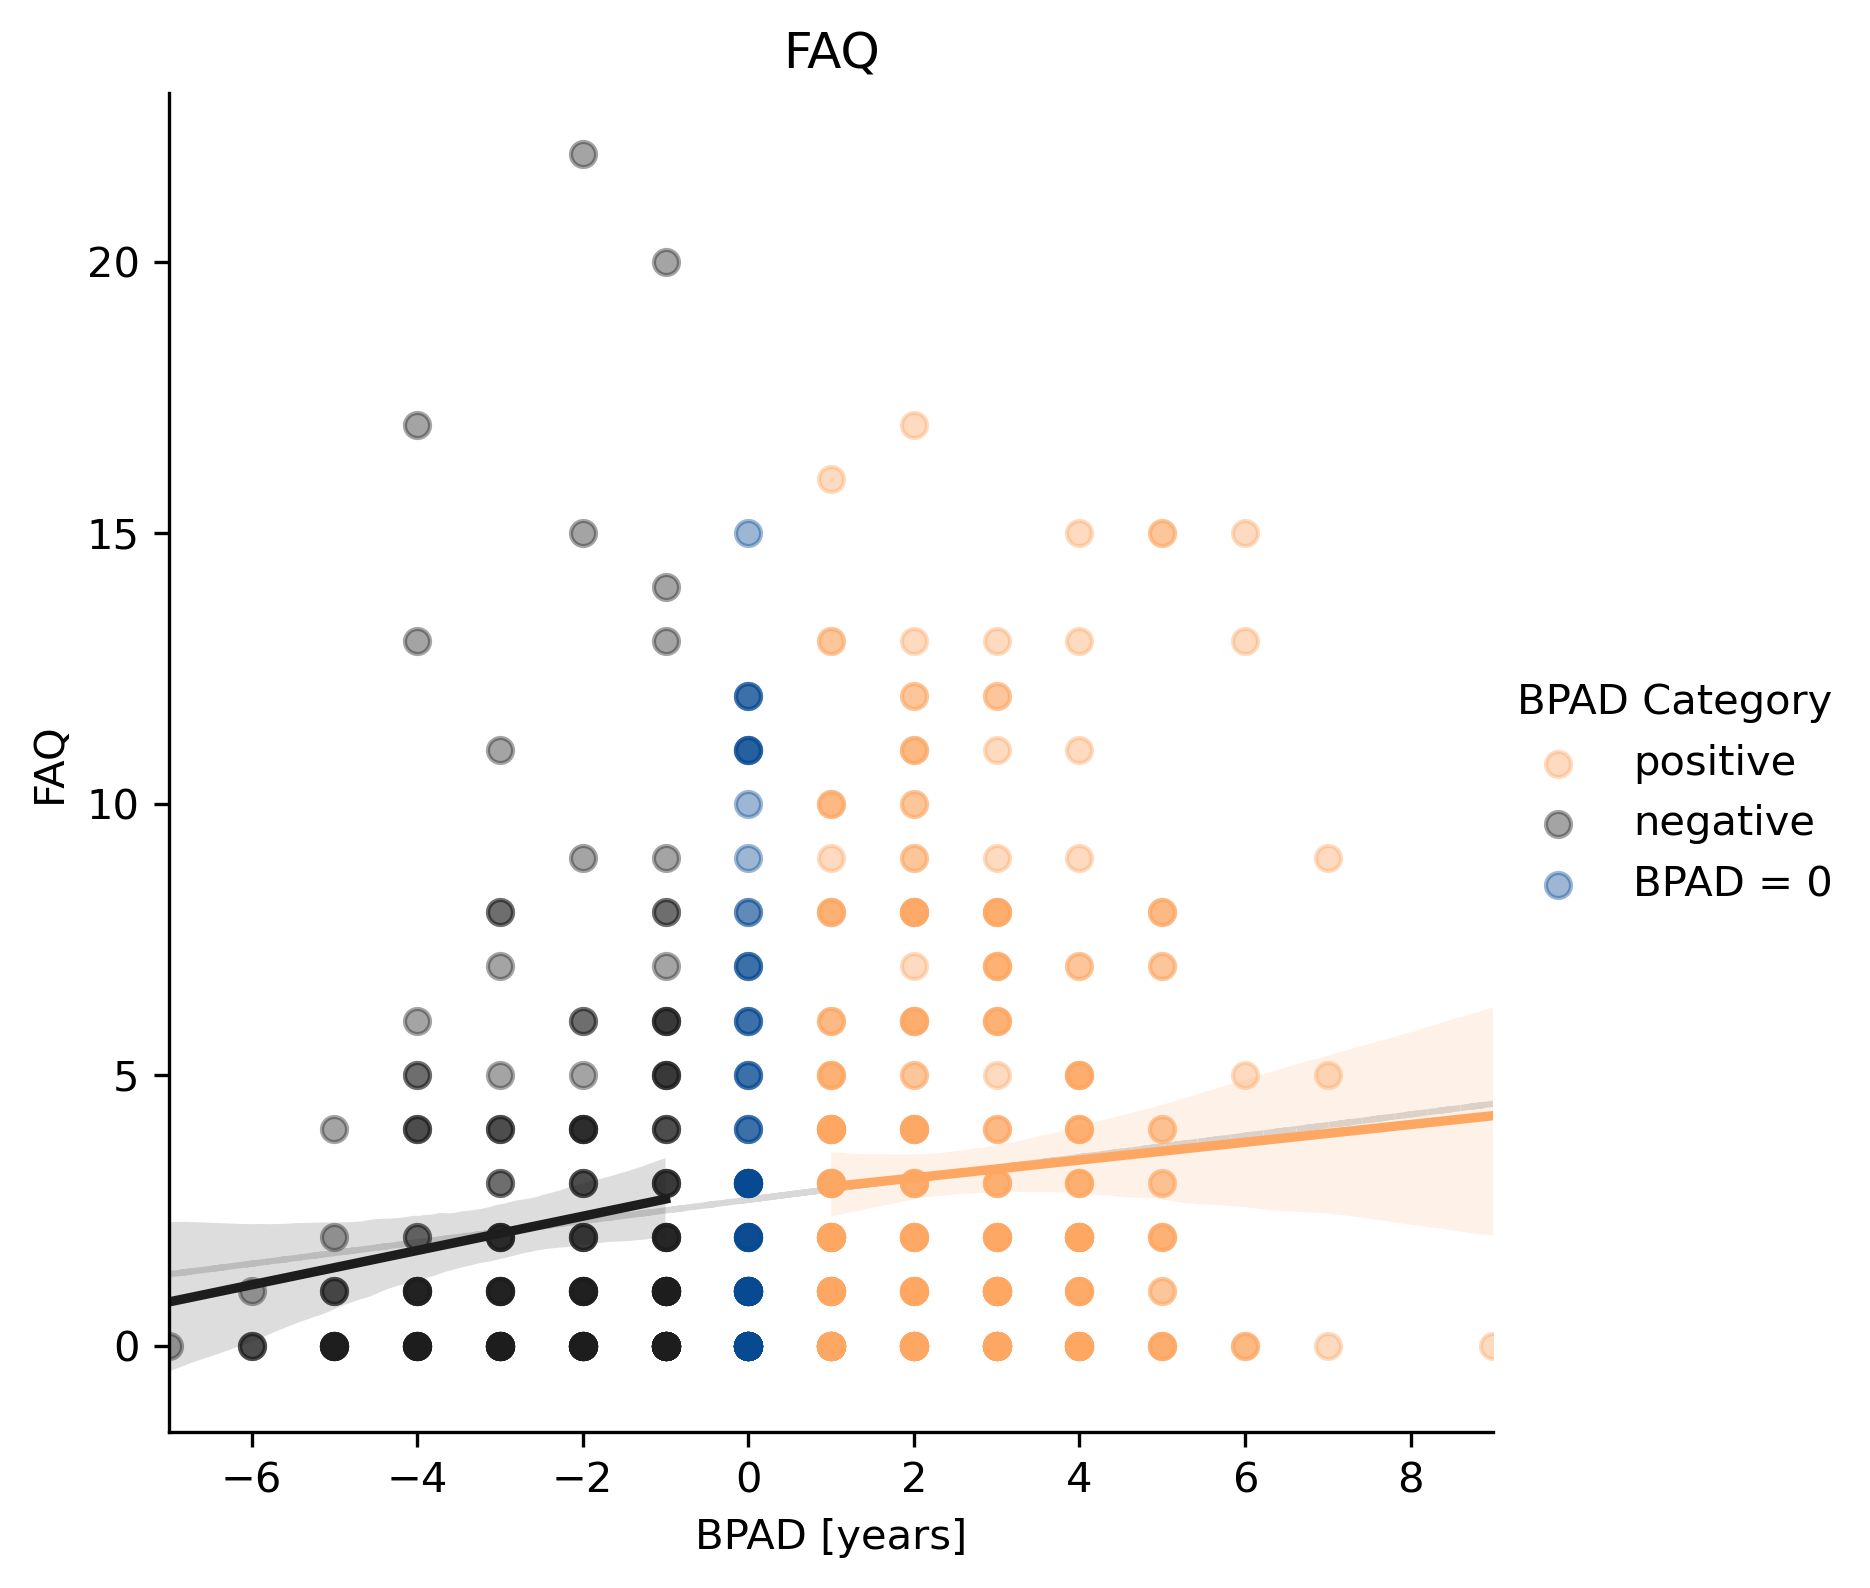 FAQ
FAQ
20
15
10
5
0
−6 −4 −2 0 2 4 6 8
BPAD [years]
BPAD Category
positive
negative
BPAD = 0